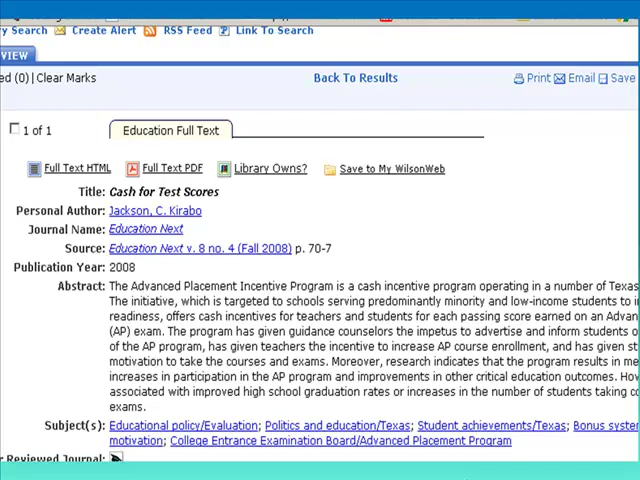 ry Search Create Alert RSS Feed Link To Search
VIEW
ed (0) | Clear Marks Back To Results Print Email Save
1 of 1 Education Full Text
Full Text HTML Full Text PDF Library Owns? Save to My WilsonWeb
Title: Cash for Test Scores
Personal Author: Jackson, C. Kirabo
Journal Name: Education Next
Source: Education Next v. 8 no. 4 (Fall 2008) p. 70-7
Publication Year: 2008
Abstract: The Advanced Placement Incentive Program is a cash incentive program operating in a number of Texas
The initiative, which is targeted to schools serving predominantly minority and low-income students to i
readiness, offers cash incentives for teachers and students for each passing score earned on an Advan
(AP) exam. The program has given guidance counselors the impetus to advertise and inform students o
of the AP program, has given teachers the incentive to increase AP course enrollment, and has given st
motivation to take the courses and exams. Moreover, research indicates that the program results in me
increases in participation in the AP program and improvements in other critical education outcomes. How
associated with improved high school graduation rates or increases in the number of students taking co
exams.
Subject(s): Educational policy/Evaluation; Politics and education/Texas; Student achievements/Texas; Bonus system
motivation; College Entrance Examination Board/Advanced Placement Program
r Reviewed Journal: